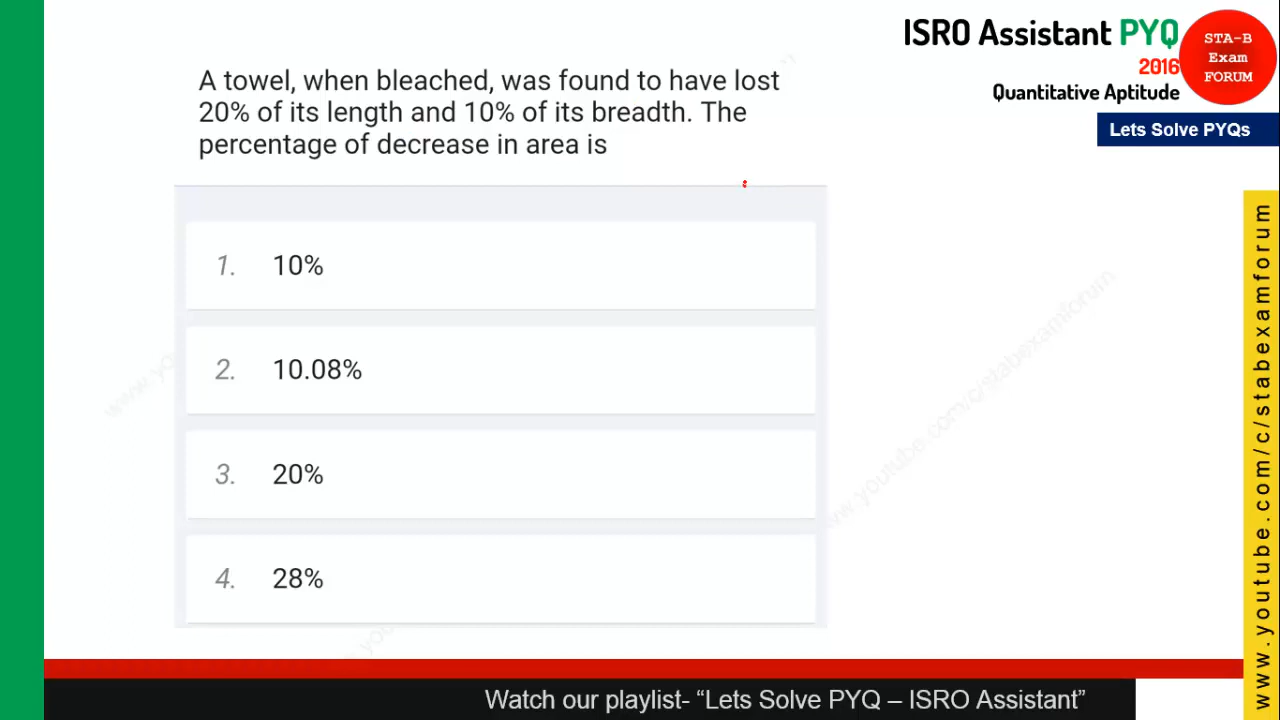 ISRO Assistant PYQ
2016
Quantitative Aptitude
STA-B
Exam
FORUM
Lets Solve PYQs
A towel, when bleached, was found to have lost
20% of its length and 10% of its breadth. The
percentage of decrease in area is
1. 10%
2. 10.08%
3. 20%
4. 28%
www.youtube.com/c/stabexamforum
Watch our playlist- “Lets Solve PYQ – ISRO Assistant”